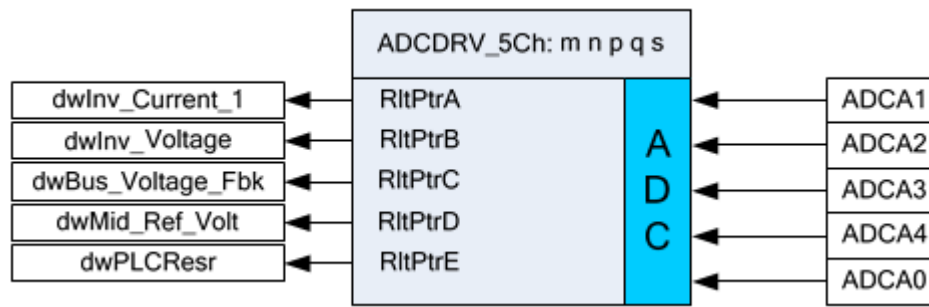 ADCDRV_5Ch: m n p q s
dwInv_Current_1
RltPtrA
ADCA1
dwInv_Voltage
RltPtrB
ADCA2
dwBus_Voltage_Fbk
RltPtrC
ADCA3
dwMid_Ref_Volt
RltPtrD
ADCA4
dwPLCResr
RltPtrE
ADCA0
A
D
C